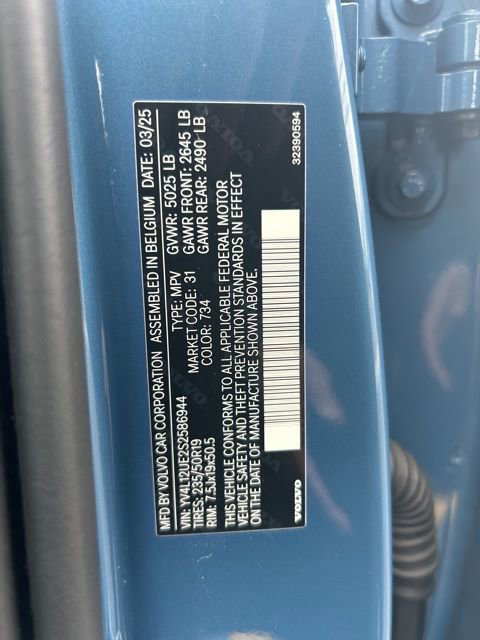 MFD BY VOLVO CAR CORPORATION ASSEMBLED IN BELGIUM DATE: 03/25
VIN: YV4L12UE2S2586944 TYPE: MPV GVWR: 5025 LB
TIRES: 235/50R19 MARKET CODE: 31 GAWR FRONT: 2645 LB
RIM: 7.5Jx19x50.5 COLOR: 734 GAWR REAR: 2490 LB
THIS VEHICLE CONFORMS TO ALL APPLICABLE FEDERAL MOTOR
VEHICLE SAFETY AND THEFT PREVENTION STANDARDS IN EFFECT
ON THE DATE OF MANUFACTURE SHOWN ABOVE.
VOLVO 32390594